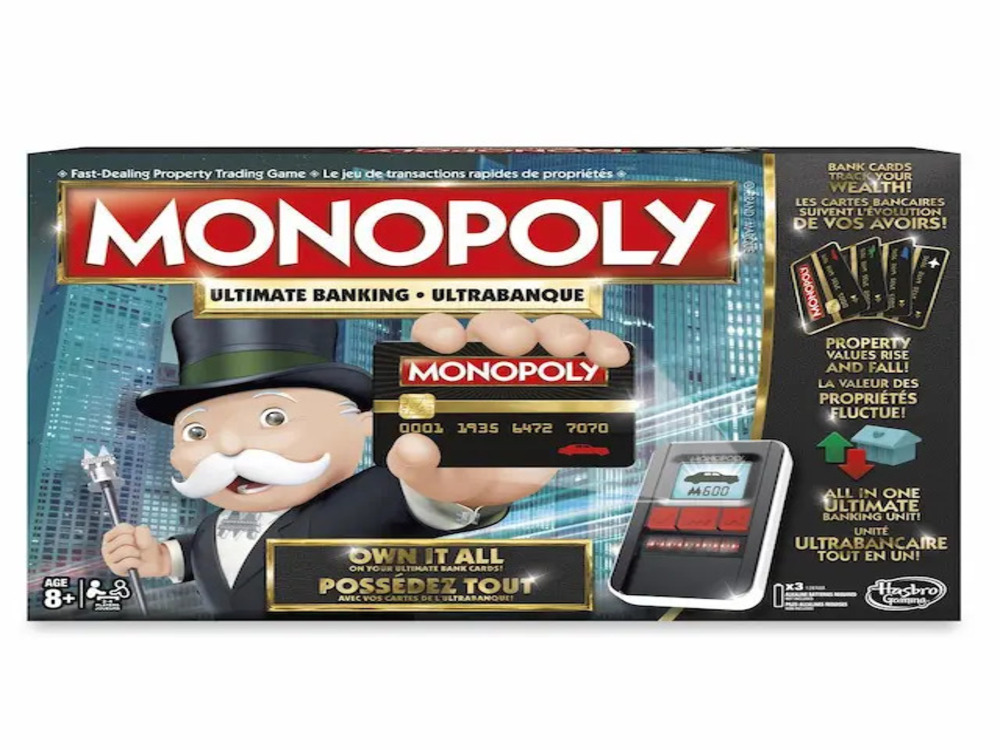 ❖ Fast-Dealing Property Trading Game ❖ Le jeu de transactions rapides de propriétés ❖
MONOPOLY
ULTIMATE BANKING • ULTRABANQUE
MONOPOLY
0001 1935 6472 7070
MONOPOLY
M600
OWN IT ALL
ON YOUR ULTIMATE BANK CARDS!
POSSÉDEZ TOUT
AVEC VOS CARTES DE L'ULTRABANQUE!
AGE
8+
BANK CARDS
TRACK YOUR
WEALTH!
LES CARTES BANCAIRES
SUIVENT L'ÉVOLUTION
DE VOS AVOIRS!
MONOPOLY
PROPERTY
VALUES RISE
AND FALL!
LA VALEUR DES
PROPRIÉTÉS
FLUCTUE!
ALL IN ONE
ULTIMATE
BANKING UNIT!
UNITÉ
ULTRABANCAIRE
TOUT EN UN!
x3
Hasbro
Gaming